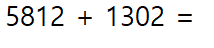 5812 + 1302 =